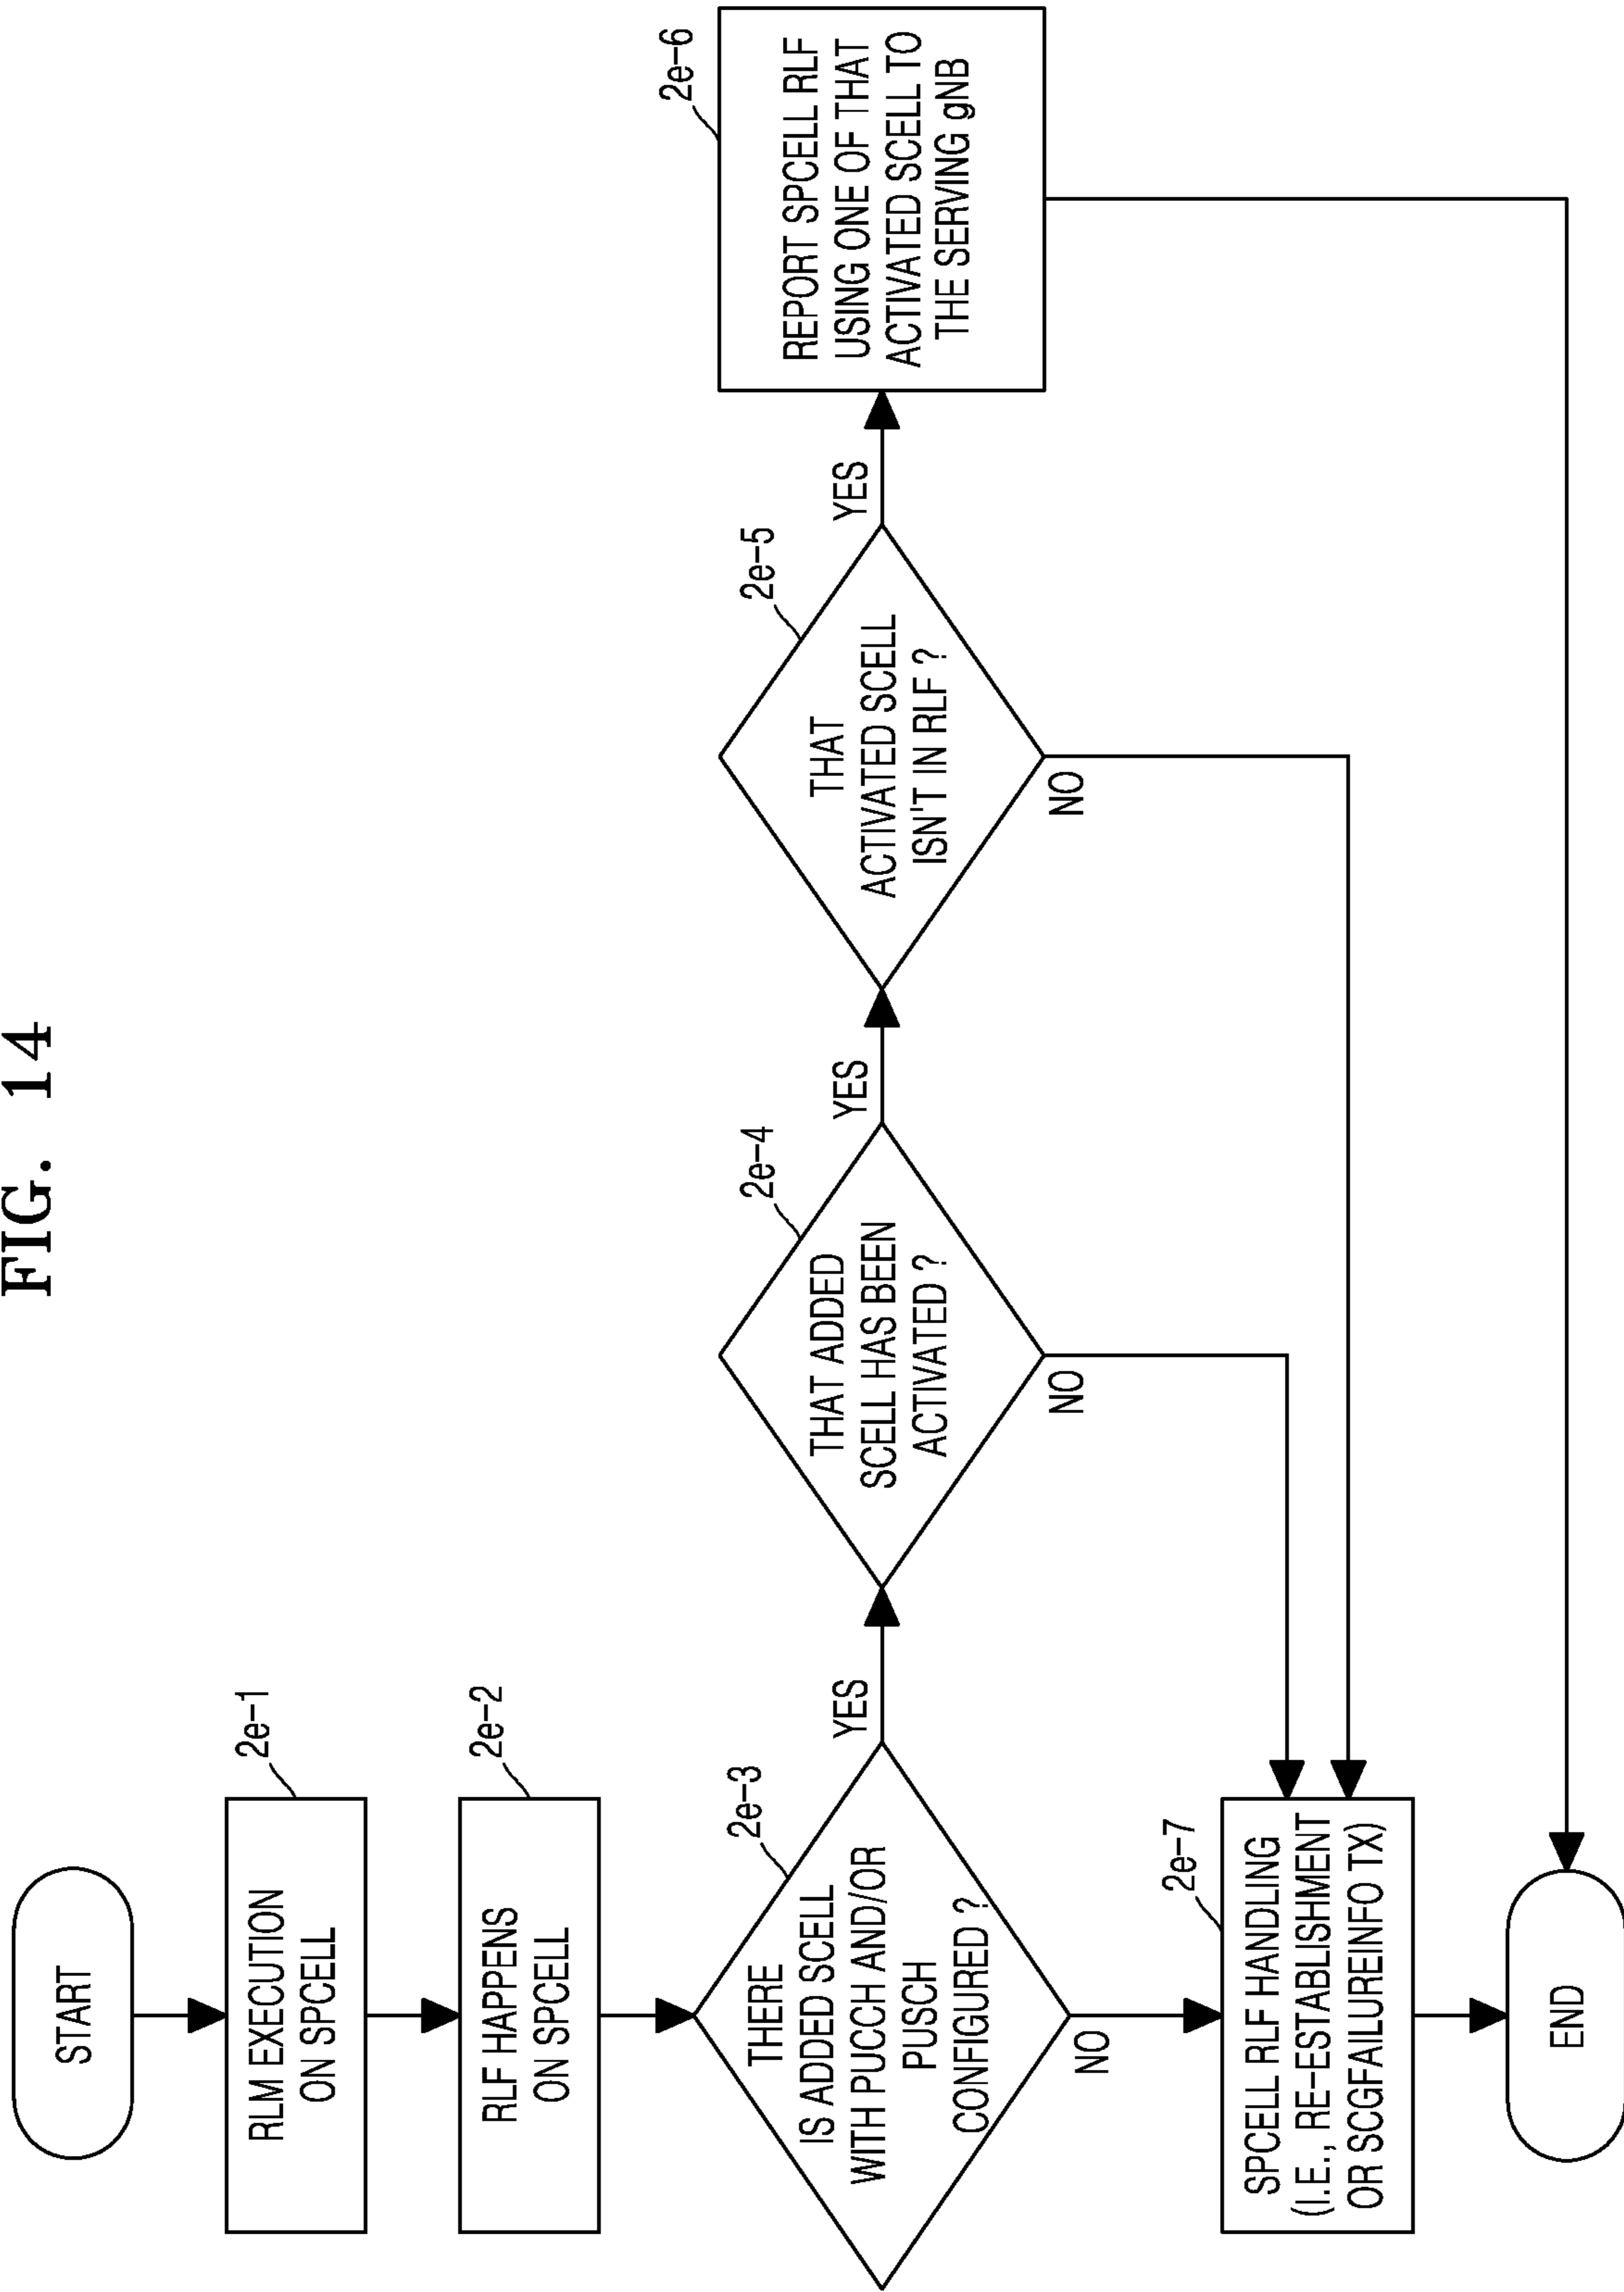 FIG. 14
START
2e-1
RLM EXECUTION
ON SPCELL
2e-2
RLF HAPPENS
ON SPCELL
2e-3
THERE
IS ADDED SCELL
WITH PUCCH AND/OR
PUSCH
CONFIGURED ?
YES
NO
2e-4
THAT ADDED
SCELL HAS BEEN
ACTIVATED ?
YES
NO
2e-5
THAT
ACTIVATED SCELL
ISN'T IN RLF ?
YES
NO
2e-6
REPORT SPCELL RLF
USING ONE OF THAT
ACTIVATED SCELL TO
THE SERVING gNB
2e-7
SPCELL RLF HANDLING
(I.E., RE-ESTABLISHMENT
OR SCGFAILUREINFO TX)
END